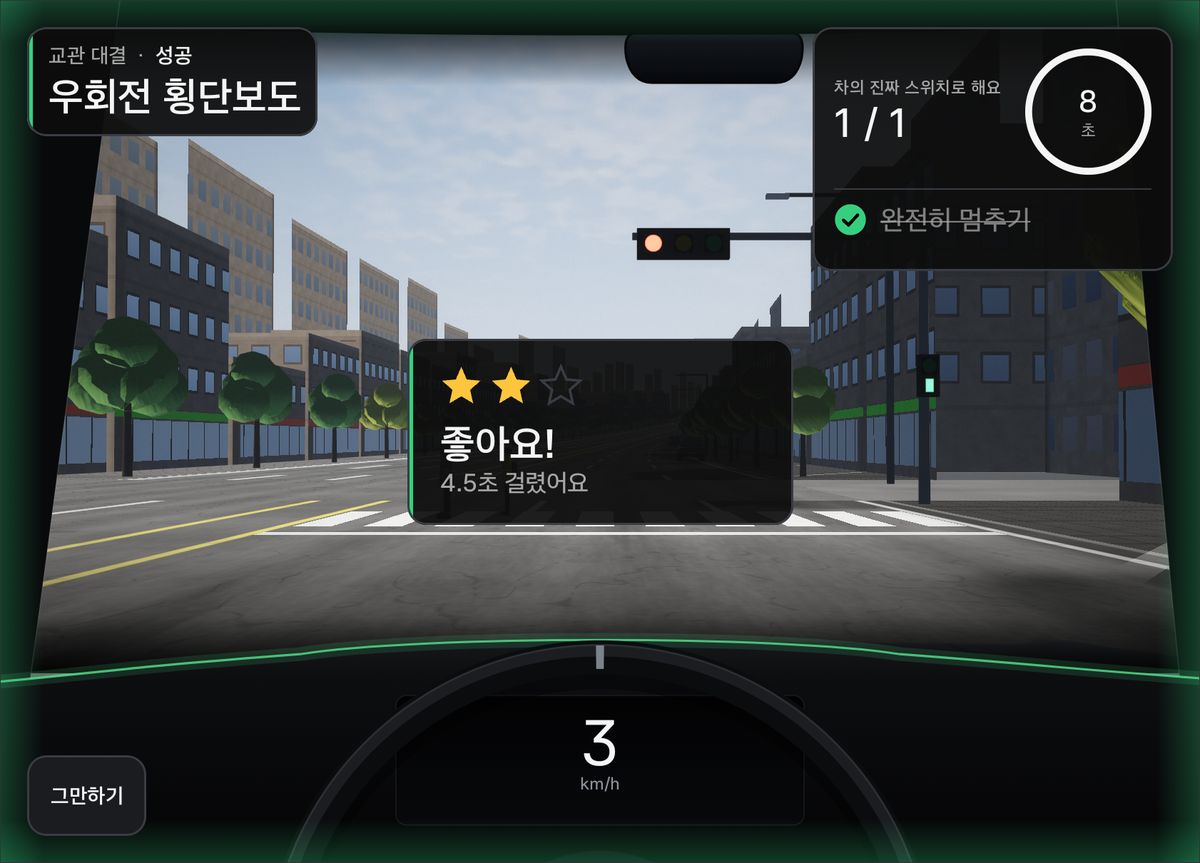 교관 대결 · 성공
우회전 횡단보도
차의 진짜 스위치로 해요
1 / 1
8
초
완전히 멈추기
좋아요!
4.5초 걸렸어요
3
km/h
그만하기